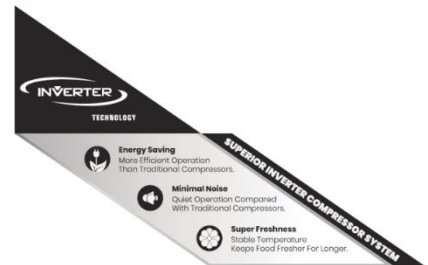 INVERTER
TECHNOLOGY
SUPERIOR INVERTER COMPRESSOR SYSTEM
Energy Saving
More Efficient Operation
Than Traditional Compressors.
Minimal Noise
Quiet Operation Compared
With Traditional Compressors.
Super Freshness
Stable Temperature
Keeps Food Fresher For Longer.